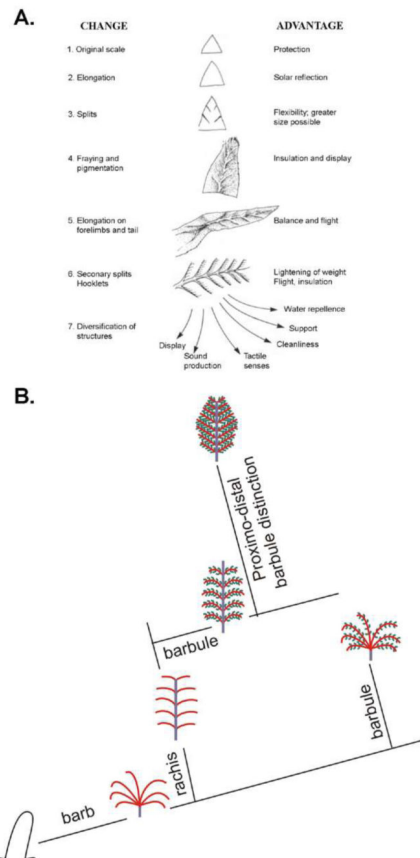 A.
CHANGE ADVANTAGE
1. Original scale Protection
2. Elongation Solar reflection
3. Splits Flexibility; greater
size possible
4. Fraying and
pigmentation Insulation and display
5. Elongation on
forelimbs and tail Balance and flight
6. Seconary splits
Hooklets Lightening of weight
Flight, insulation
7. Diversification of
structures
Water repellence
Support
Cleanliness
Display
Sound
production
Tactile
senses
B.
Proximo-distal
barbule distinction
barbule
barbule
rachis
barb